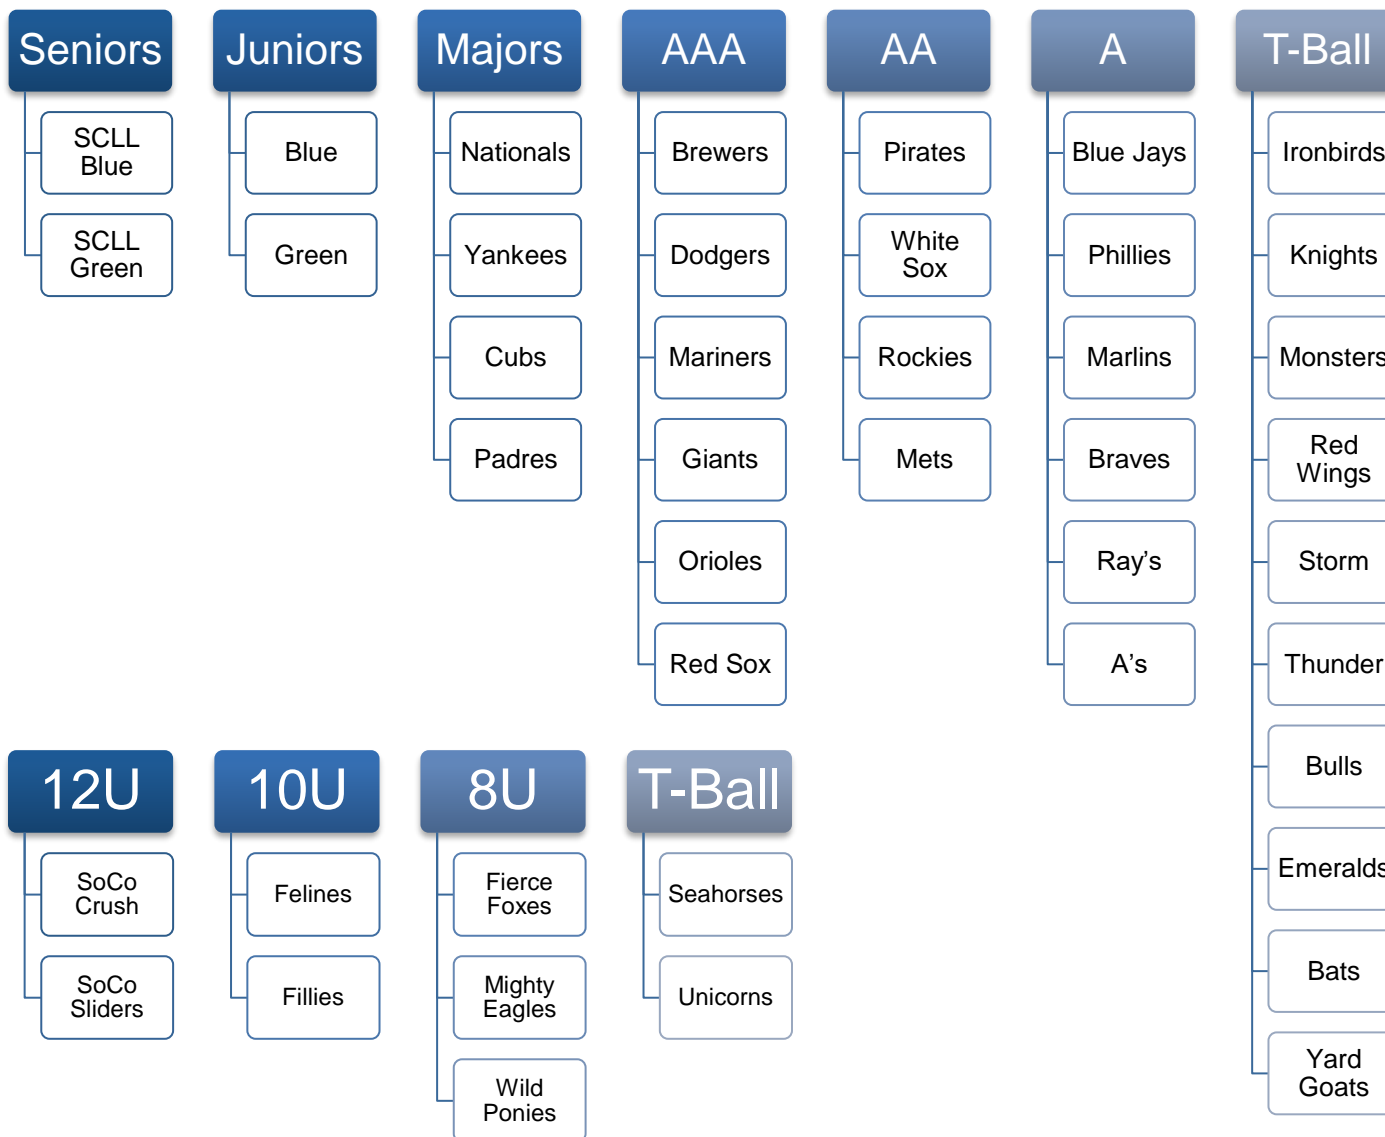 Seniors
SCLL
Blue
SCLL
Green
Juniors
Blue
Green
Majors
Nationals
Yankees
Cubs
Padres
AAA
Brewers
Dodgers
Mariners
Giants
Orioles
Red Sox
AA
Pirates
White
Sox
Rockies
Mets
A
Blue Jays
Phillies
Marlins
Braves
Ray’s
A’s
T-Ball
Ironbirds
Knights
Monsters
Red
Wings
Storm
Thunder
Bulls
Emeralds
Bats
Yard
Goats
12U
SoCo
Crush
SoCo
Sliders
10U
Felines
Fillies
8U
Fierce
Foxes
Mighty
Eagles
Wild
Ponies
T-Ball
Seahorses
Unicorns